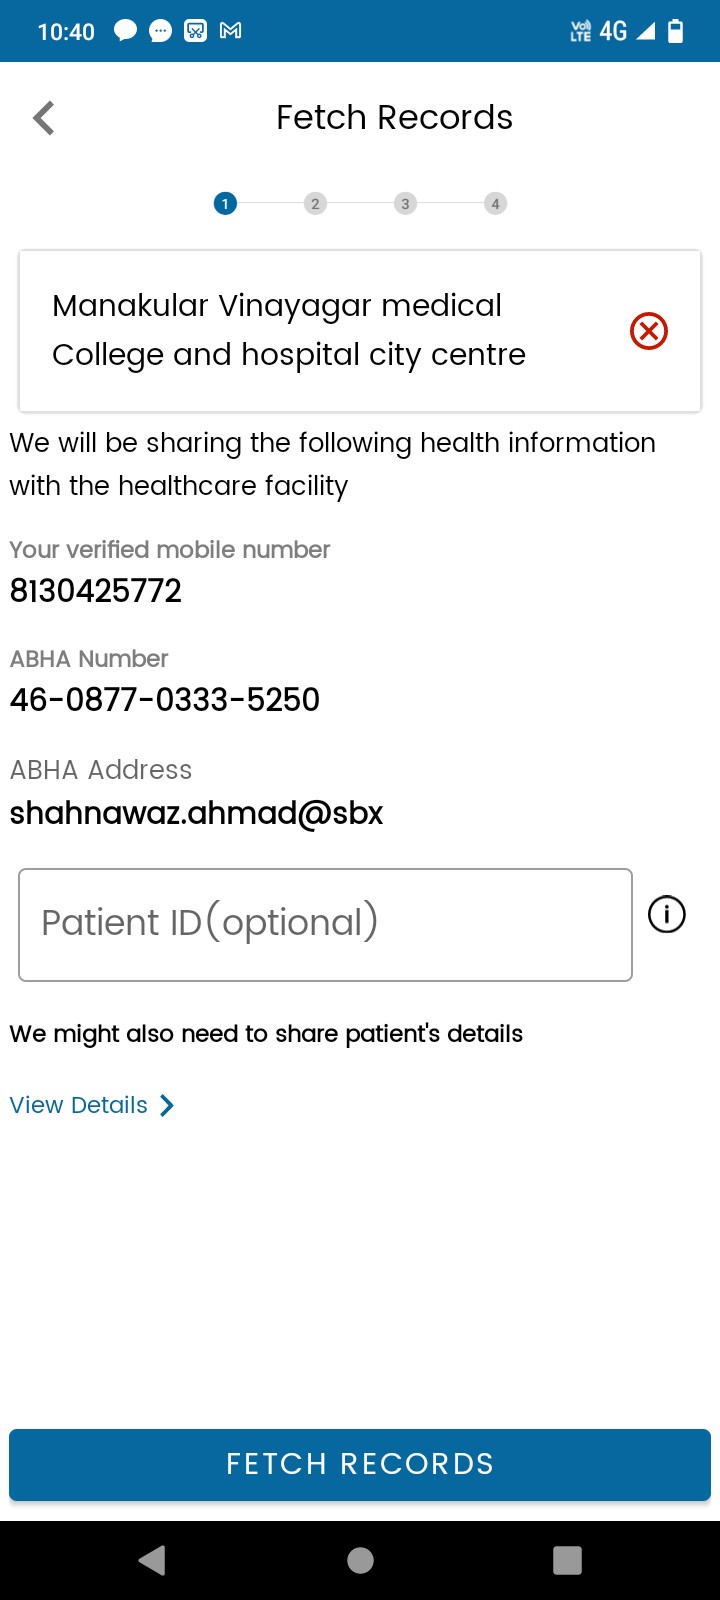 10:40
VoLTE 4G
Fetch Records
1 2 3 4
Manakular Vinayagar medical
College and hospital city centre
We will be sharing the following health information
with the healthcare facility
Your verified mobile number
8130425772
ABHA Number
46-0877-0333-5250
ABHA Address
shahnawaz.ahmad@sbx
Patient ID(optional)
We might also need to share patient's details
View Details
FETCH RECORDS